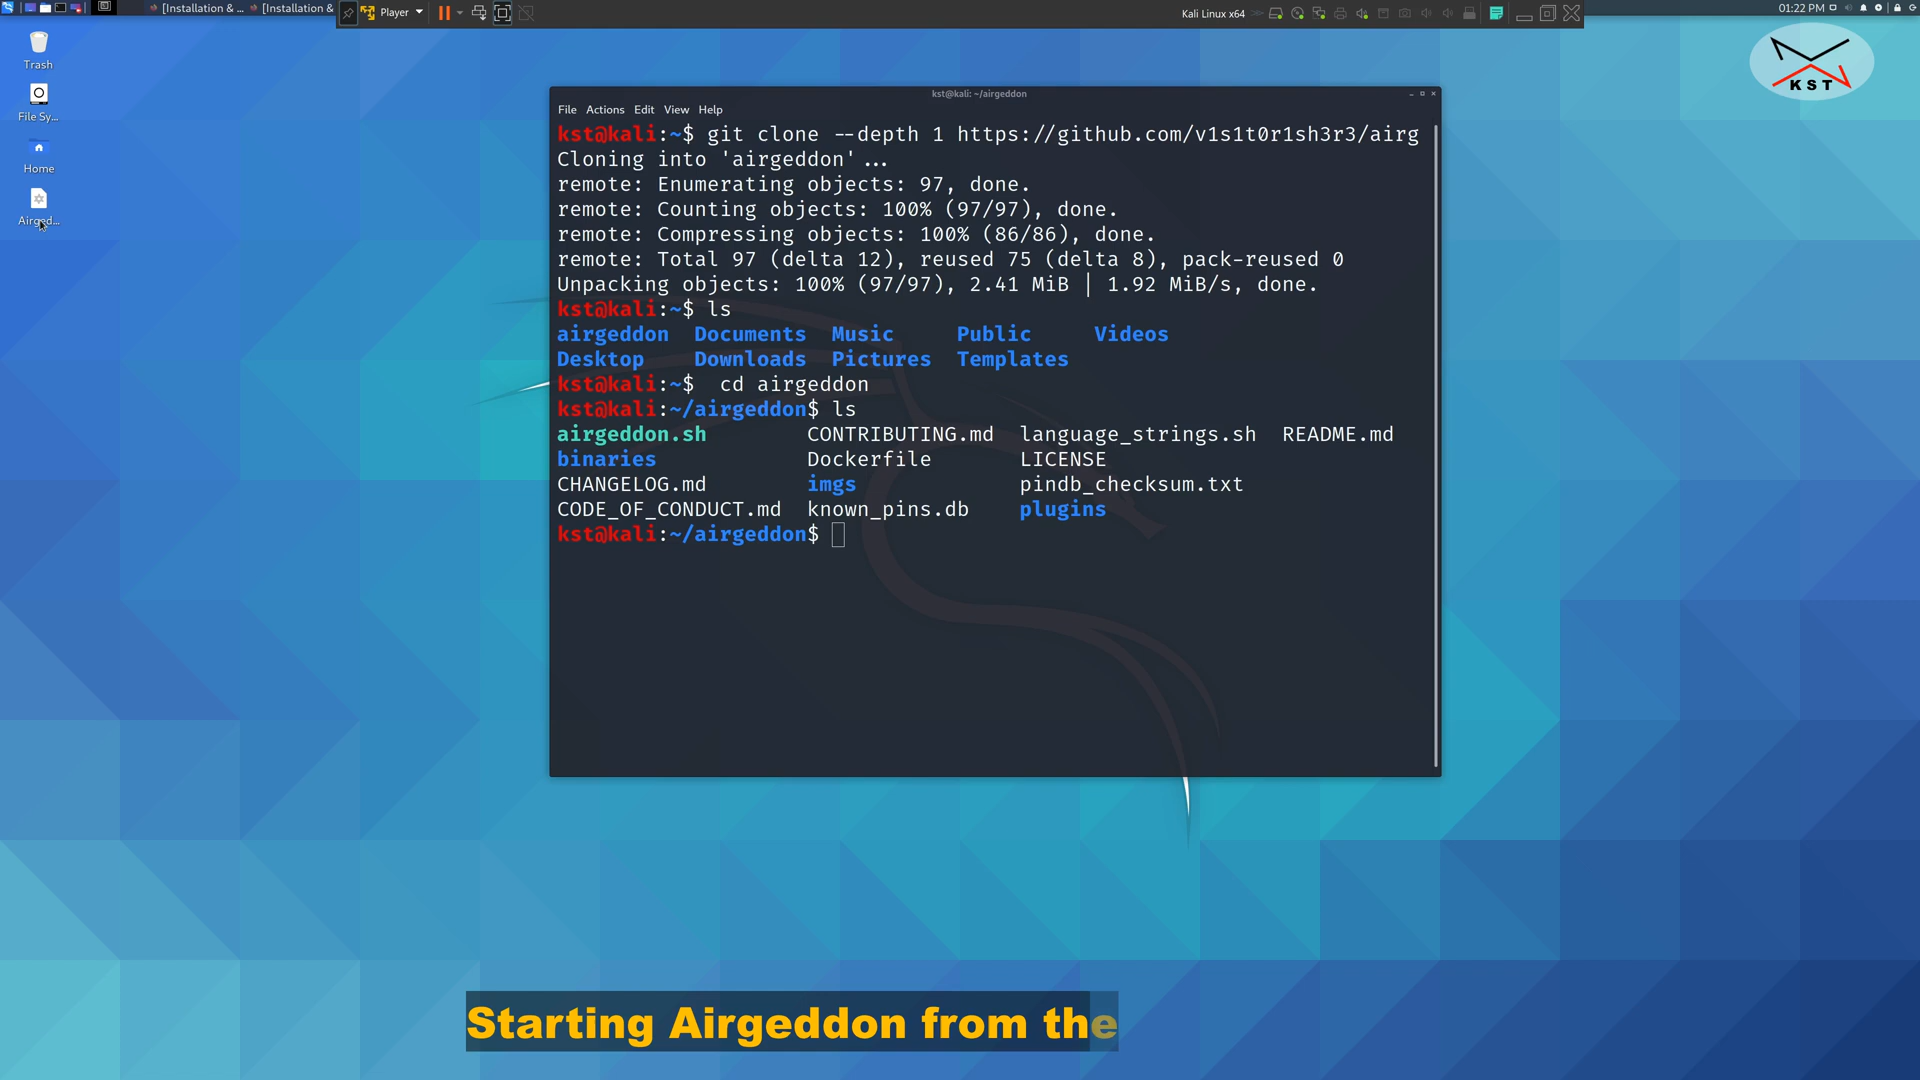 [Installation & ...
[Installation &
Player
Kali Linux x64
01:22 PM
Trash
File Sy...
Home
Airged...
KST
kst@kali: ~/airgeddon
File Actions Edit View Help
kst@kali:~$ git clone --depth 1 https://github.com/v1s1t0r1sh3r3/airg
Cloning into 'airgeddon'...
remote: Enumerating objects: 97, done.
remote: Counting objects: 100% (97/97), done.
remote: Compressing objects: 100% (86/86), done.
remote: Total 97 (delta 12), reused 75 (delta 8), pack-reused 0
Unpacking objects: 100% (97/97), 2.41 MiB | 1.92 MiB/s, done.
kst@kali:~$ ls
airgeddon Documents Music Public Videos
Desktop Downloads Pictures Templates
kst@kali:~$  cd airgeddon
kst@kali:~/airgeddon$ ls
airgeddon.sh CONTRIBUTING.md language_strings.sh README.md
binaries Dockerfile LICENSE
CHANGELOG.md imgs pindb_checksum.txt
CODE_OF_CONDUCT.md known_pins.db plugins
kst@kali:~/airgeddon$
Starting Airgeddon from the